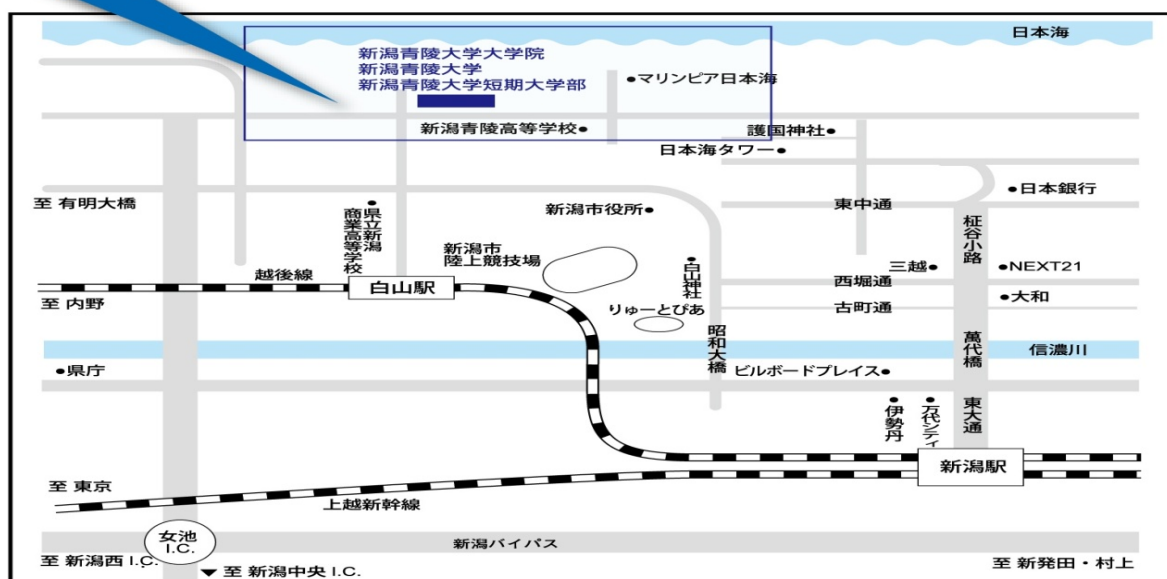 日本海
新潟青陵大学大学院
新潟青陵大学
新潟青陵大学短期大学部
●マリンピア日本海
新潟青陵高等学校●
護国神社●
日本海タワー●
●日本銀行
至 有明大橋
新潟市役所●
東中通
柾谷小路
●県立新潟
商業高等学校
新潟市
陸上競技場
●白山神社
三越●
●NEXT21
越後線
白山駅
西堀通
至 内野
りゅーとぴあ
古町通
●大和
昭和大橋
萬代橋
信濃川
●県庁
ビルボードプレイス●
●伊勢丹
●万代シティ
東大通
新潟駅
至 東京
上越新幹線
女池
I.C.
新潟バイパス
至 新潟西 I.C.
至 新発田・村上
▼ 至 新潟中央 I.C.